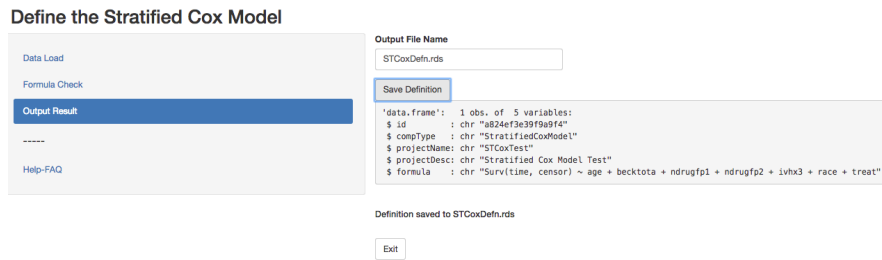 Define the Stratified Cox Model
Data Load
Formula Check
Output Result
-----
Help-FAQ
Output File Name
STCoxDefn.rds
Save Definition
'data.frame':   1 obs. of  5 variables:
 $ id         : chr "a824ef3e39f9a9f4"
 $ compType   : chr "StratifiedCoxModel"
 $ projectName: chr "STCoxTest"
 $ projectDesc: chr "Stratified Cox Model Test"
 $ formula    : chr "Surv(time, censor) ~ age + becktota + ndrugfp1 + ndrugfp2 + ivhx3 + race + treat"
Definition saved to STCoxDefn.rds
Exit